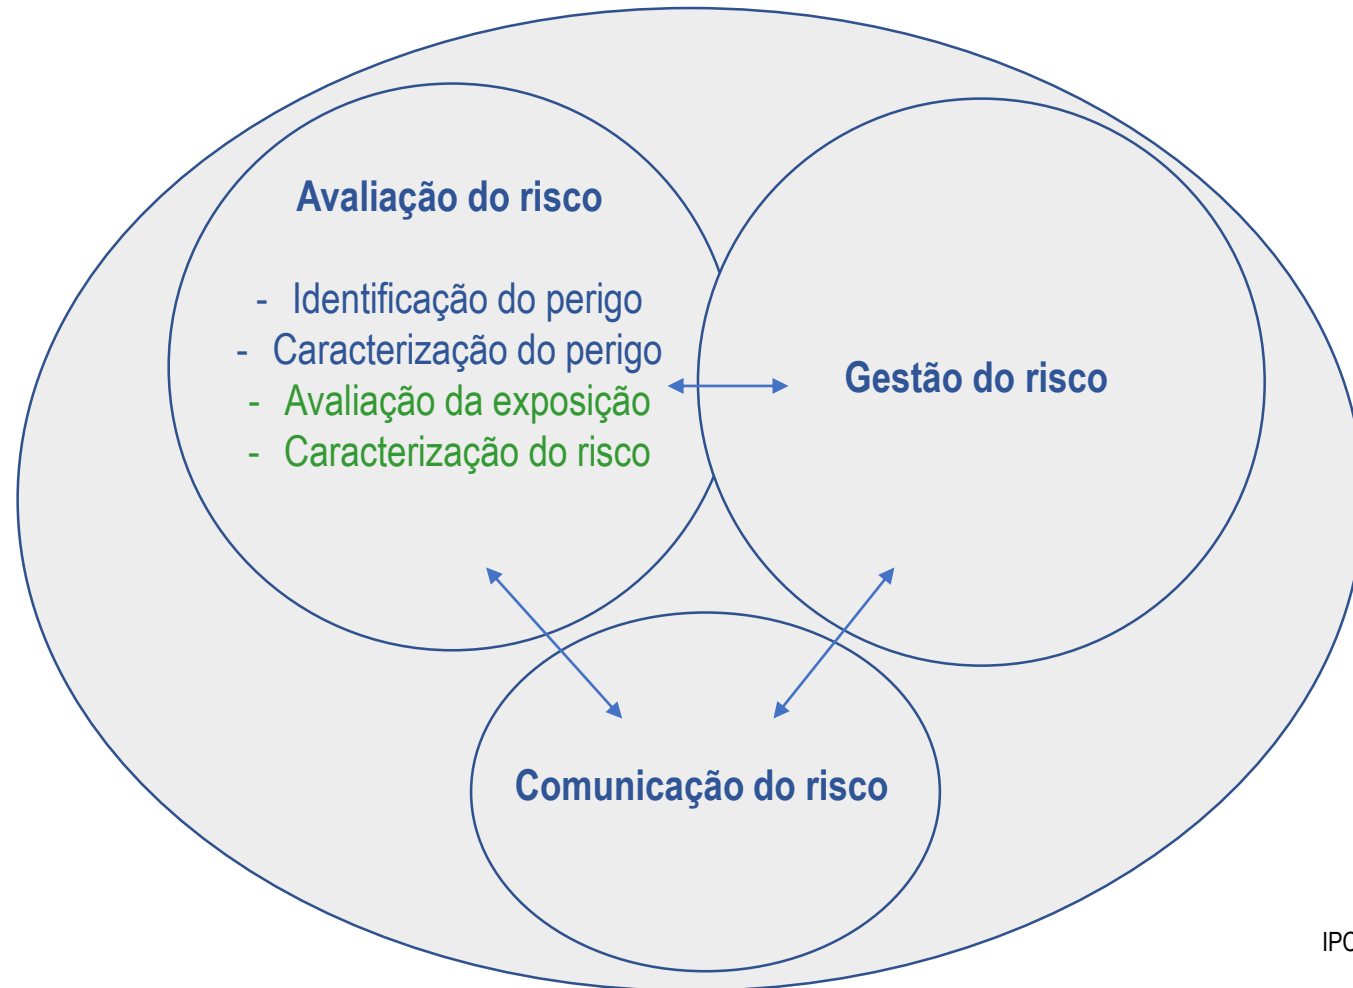 Avaliação do risco
- Identificação do perigo
- Caracterização do perigo
- Avaliação da exposição
- Caracterização do risco
Gestão do risco
Comunicação do risco